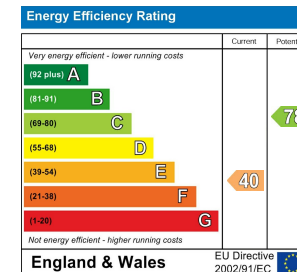 Energy Efficiency Rating
Current
Very energy efficient - lower running costs
(92 plus) A
(81-91) B
(69-80) C
(55-68) D
(39-54) E
40
(21-38) F
(1-20) G
Not energy efficient - higher running costs
England & Wales
EU Directive
2002/91/EC